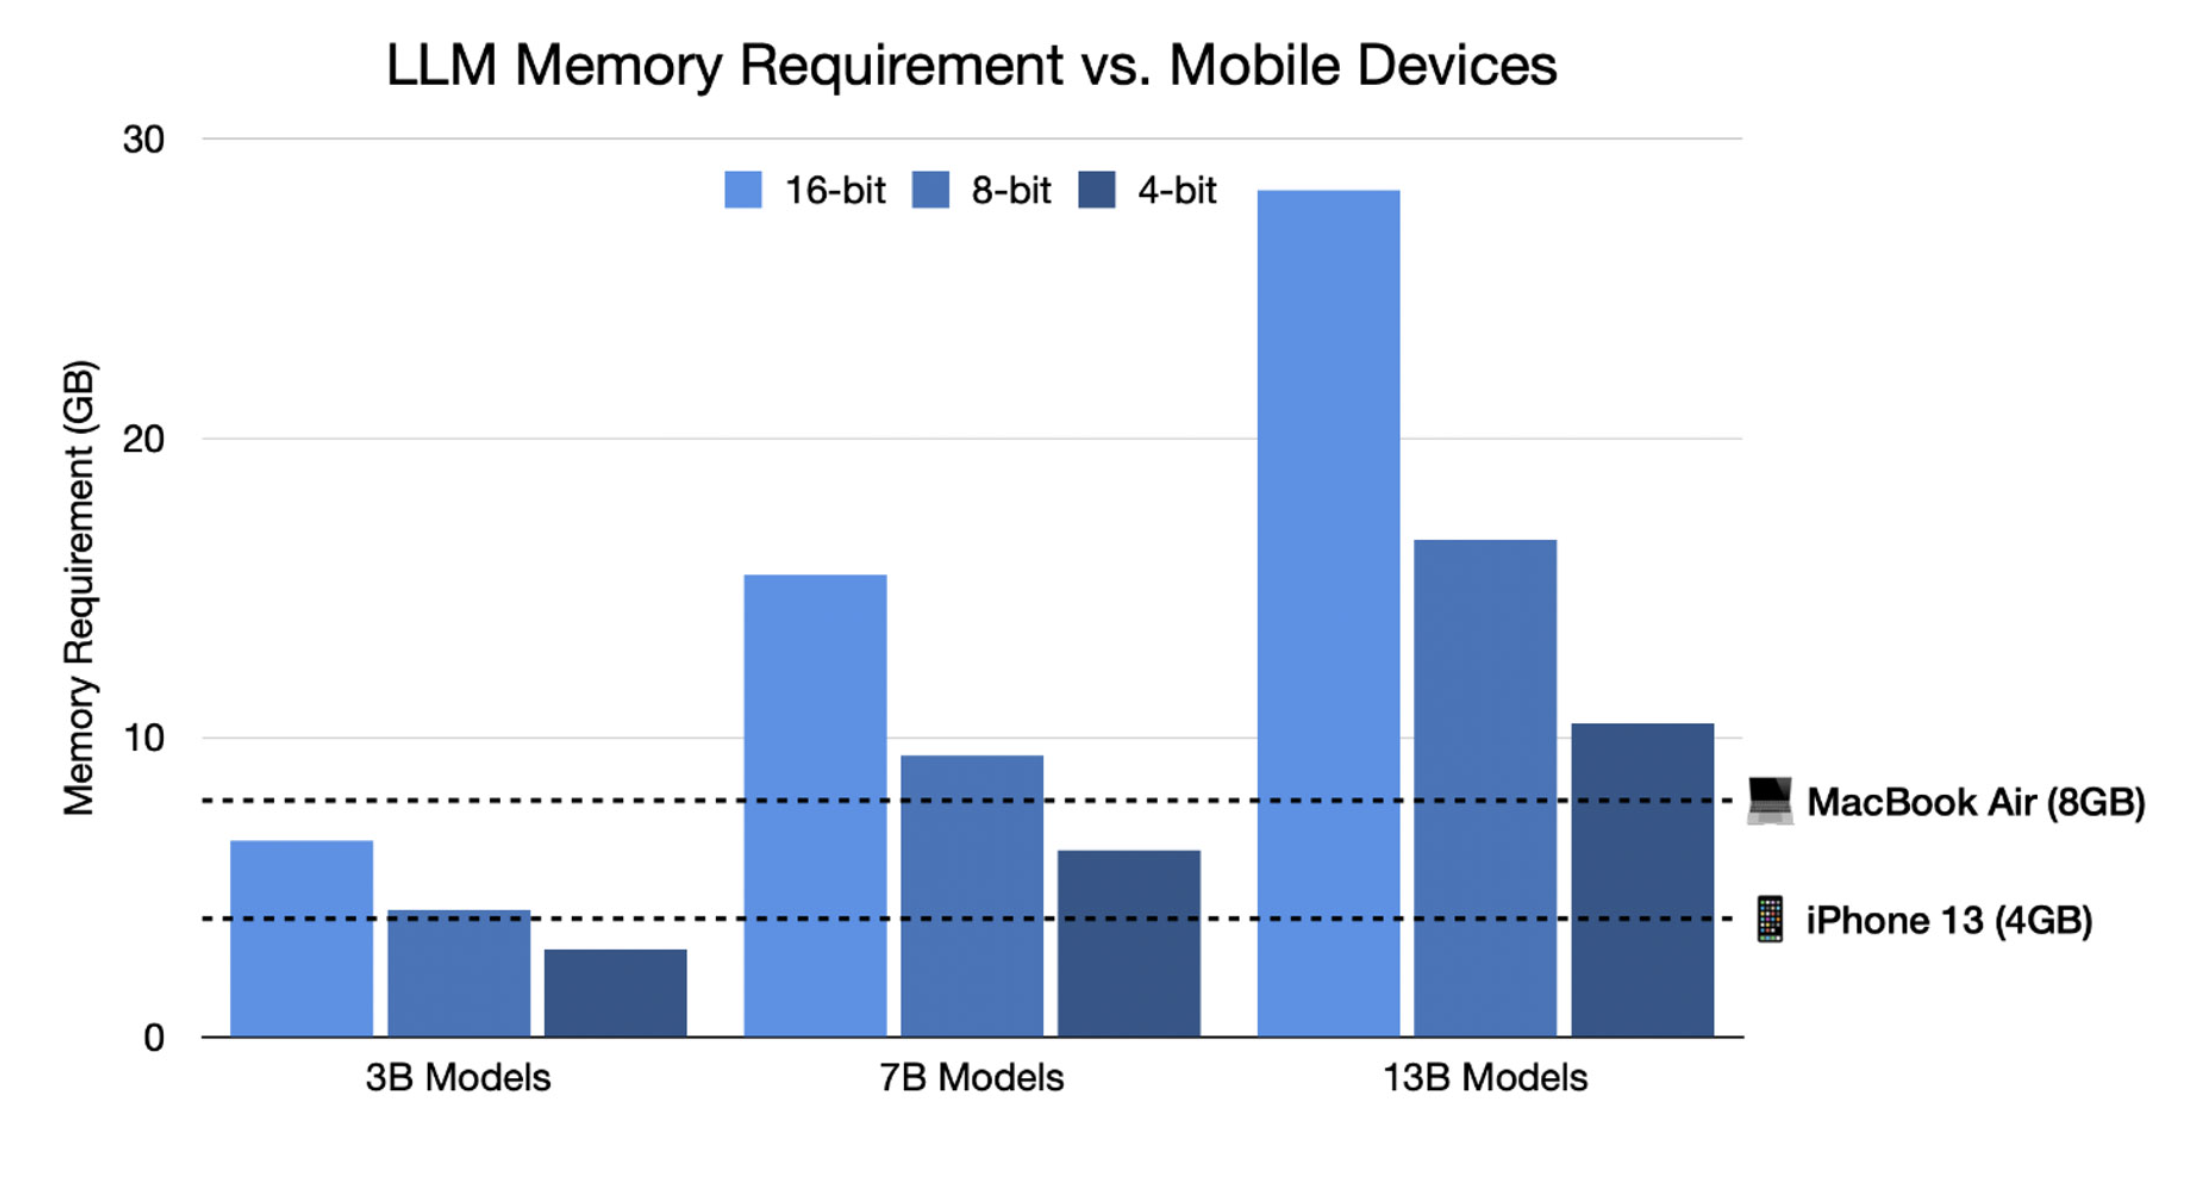 LLM Memory Requirement vs. Mobile Devices
30
16-bit 8-bit 4-bit
Memory Requirement (GB)
20
10
MacBook Air (8GB)
iPhone 13 (4GB)
0
3B Models 7B Models 13B Models